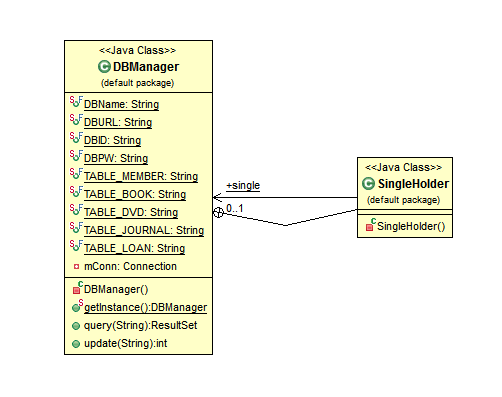 <<Java Class>>
DBManager
(default package)
DBName: String
DBURL: String
DBID: String
DBPW: String
TABLE_MEMBER: String
TABLE_BOOK: String
TABLE_DVD: String
TABLE_JOURNAL: String
TABLE_LOAN: String
mConn: Connection
DBManager()
getInstance():DBManager
query(String):ResultSet
update(String):int
+single
0..1
<<Java Class>>
SingleHolder
(default package)
SingleHolder()